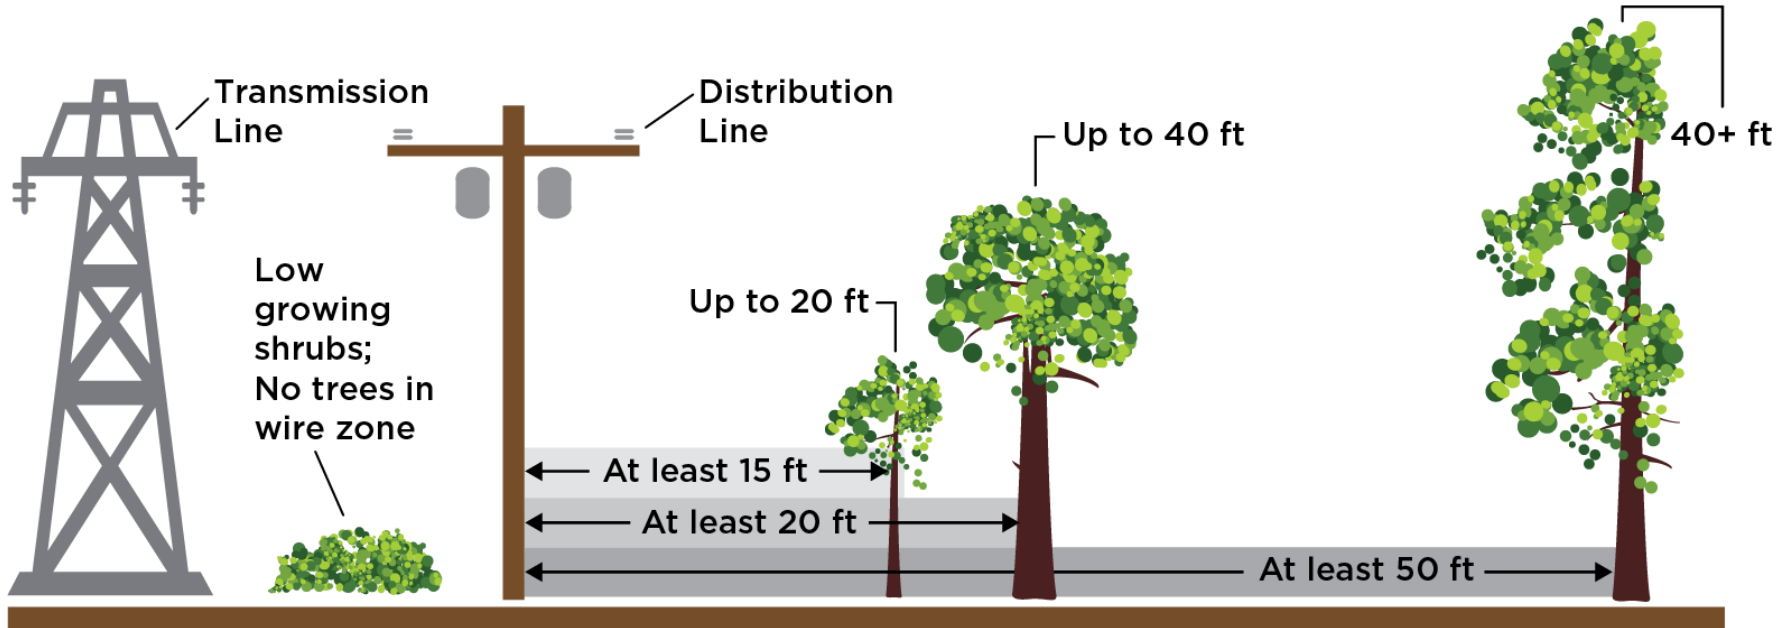 Transmission
Line
Distribution
Line
Up to 40 ft
40+ ft
Low
growing
shrubs;
No trees in
wire zone
Up to 20 ft
At least 15 ft
At least 20 ft
At least 50 ft